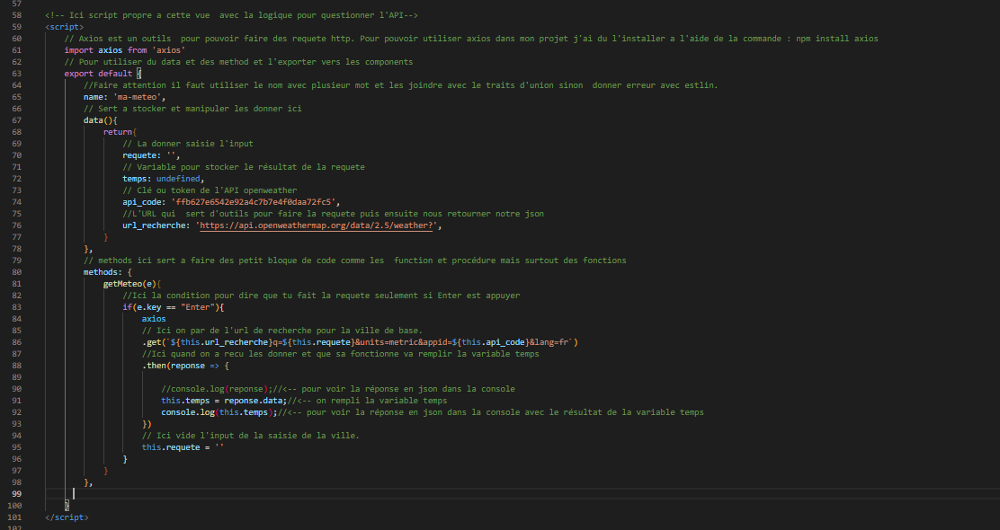 57
58 <!-- Ici script propre a cette vue  avec la logique pour questionner l'API-->
59 <script>
60 // Axios est un outils  pour pouvoir faire des requete http. Pour pouvoir utiliser axios dans mon projet j'ai du l'installer a l'aide de la commande : npm install axios
61 import axios from 'axios'
62 // Pour utiliser du data et des method et l'exporter vers les components
63 export default {
64 //Faire attention il faut utiliser le nom avec plusieur mot et les joindre avec le traits d'union sinon  donner erreur avec estlin.
65 name: 'ma-meteo',
66 // Sert a stocker et manipuler les donner ici
67 data(){
68 return{
69 // La donner saisie l'input
70 requete: '',
71 // Variable pour stocker le résultat de la requete
72 temps: undefined,
73 // Clé ou token de l'API openweather
74 api_code: 'ffb627e6542e92a4c7b7e4f0daa72fc5',
75 //L'URL qui  sert d'outils pour faire la requete puis ensuite nous retourner notre json
76 url_recherche: 'https://api.openweathermap.org/data/2.5/weather?',
77 }
78 },
79 // methods ici sert a faire des petit bloque de code comme les  function et procédure mais surtout des fonctions
80 methods: {
81 getMeteo(e){
82 //Ici la condition pour dire que tu fait la requete seulement si Enter est appuyer
83 if(e.key == "Enter"){
84 axios
85 // Ici on par de l'url de recherche pour la ville de base.
86 .get(`${this.url_recherche}q=${this.requete}&units=metric&appid=${this.api_code}&lang=fr`)
87 //Ici quand on a recu les donner et que sa fonctionne va remplir la variable temps
88 .then(reponse => {
89
90 //console.log(reponse);//<-- pour voir la réponse en json dans la console
91 this.temps = reponse.data;//<-- on rempli la variable temps
92 console.log(this.temps);//<-- pour voir la réponse en json dans la console avec le résultat de la variable temps
93 })
94 // Ici vide l'input de la saisie de la ville.
95 this.requete = ''
96 }
97 }
98 },
99
100 }
101 </script>
102